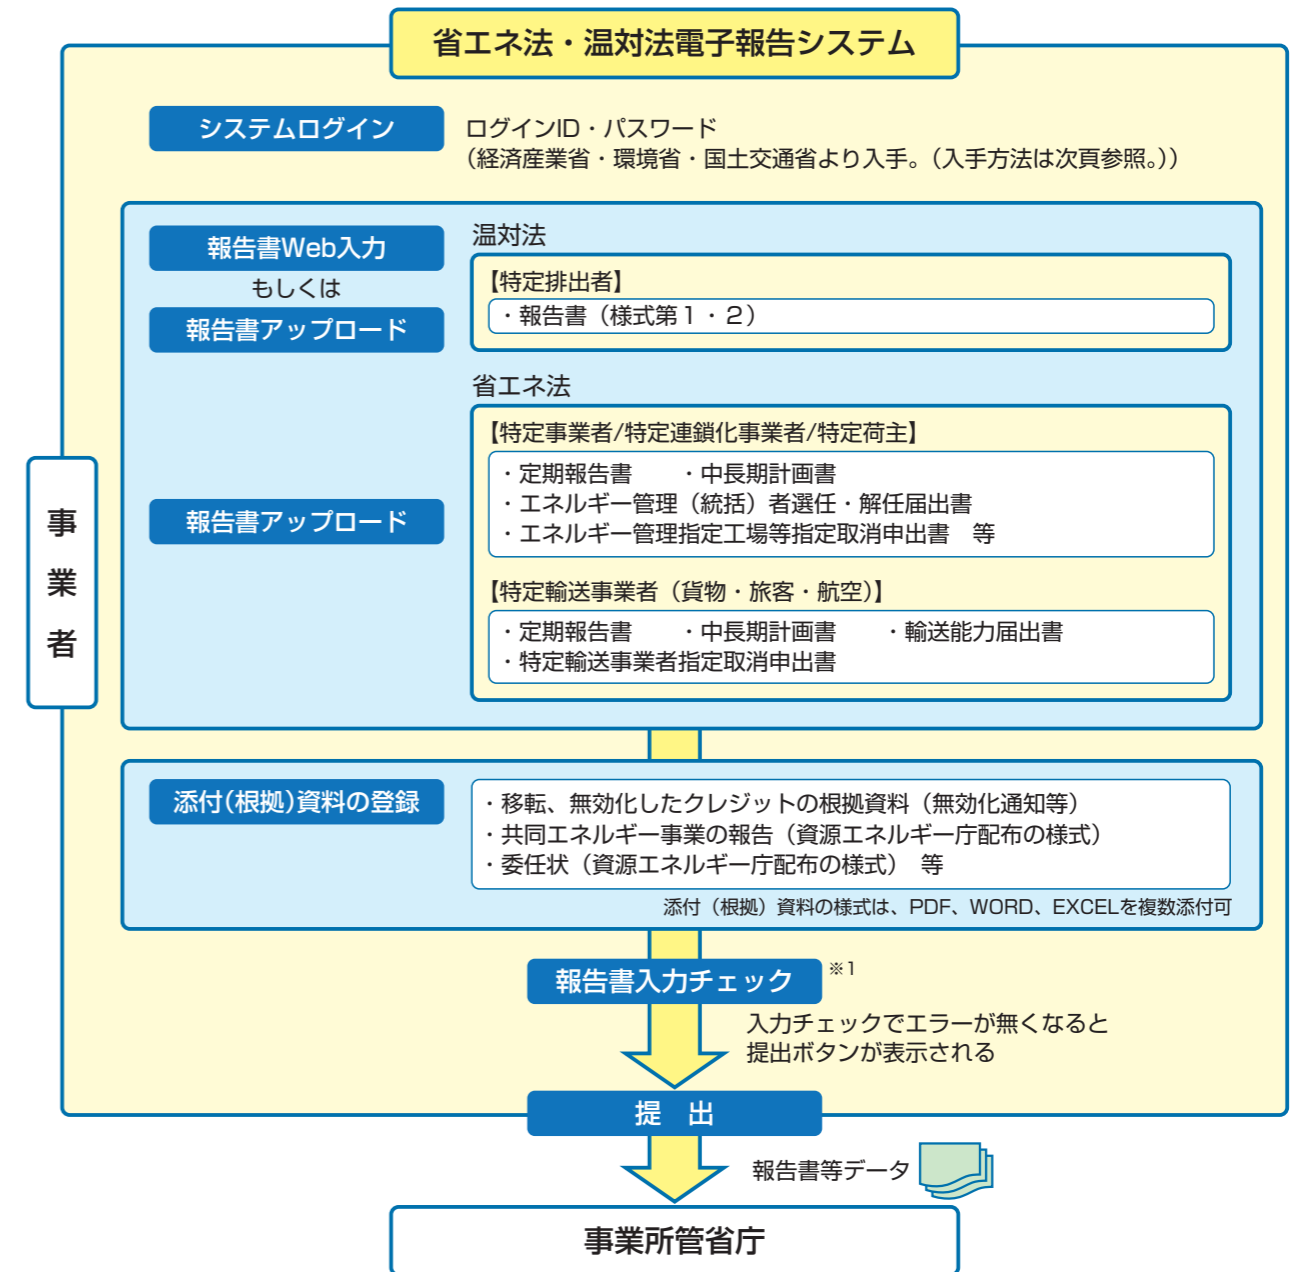 省エネ法・温対法電子報告システム
システムログイン
ログインID・パスワード
（経済産業省・環境省・国土交通省より入手。（入手方法は次頁参照。））
報告書Web入力
もしくは
報告書アップロード
温対法
【特定排出者】
・報告書（様式第１・２）
省エネ法
【特定事業者/特定連鎖化事業者/特定荷主】
・定期報告書　　・中長期計画書
・エネルギー管理（統括）者選任・解任届出書
・エネルギー管理指定工場等指定取消申出書　等
報告書アップロード
【特定輸送事業者（貨物・旅客・航空）】
・定期報告書　　・中長期計画書　　・輸送能力届出書
・特定輸送事業者指定取消申出書
事業者
添付（根拠）資料の登録
・移転、無効化したクレジットの根拠資料（無効化通知等）
・共同エネルギー事業の報告（資源エネルギー庁配布の様式）
・委任状（資源エネルギー庁配布の様式）　等
添付（根拠）資料の様式は、PDF、WORD、EXCELを複数添付可
報告書入力チェック ※1
入力チェックでエラーが無くなると
提出ボタンが表示される
提　出
報告書等データ
事業所管省庁